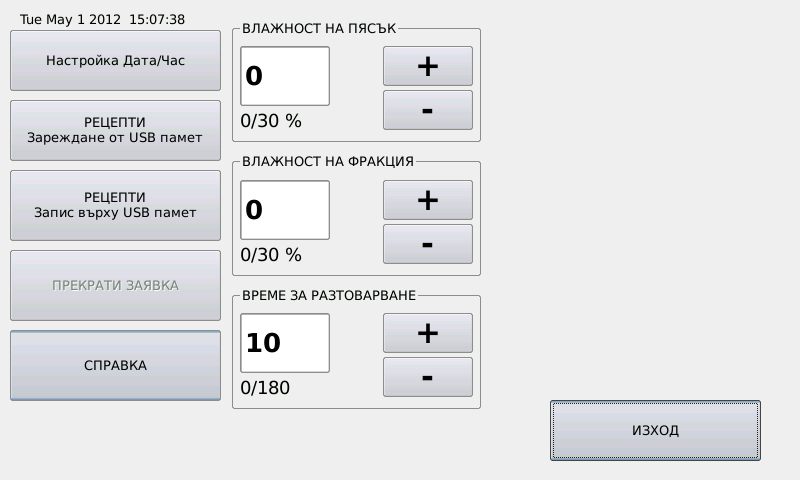 Tue May 1 2012 15:07:38
Настройка Дата/Час
РЕЦЕПТИ
Зареждане от USB памет
РЕЦЕПТИ
Запис върху USB памет
ПРЕКРАТИ ЗАЯВКА
СПРАВКА
ВЛАЖНОСТ НА ПЯСЪК
0
+
-
0/30 %
ВЛАЖНОСТ НА ФРАКЦИЯ
0
+
-
0/30 %
ВРЕМЕ ЗА РАЗТОВАРВАНЕ
10
+
-
0/180
ИЗХОД